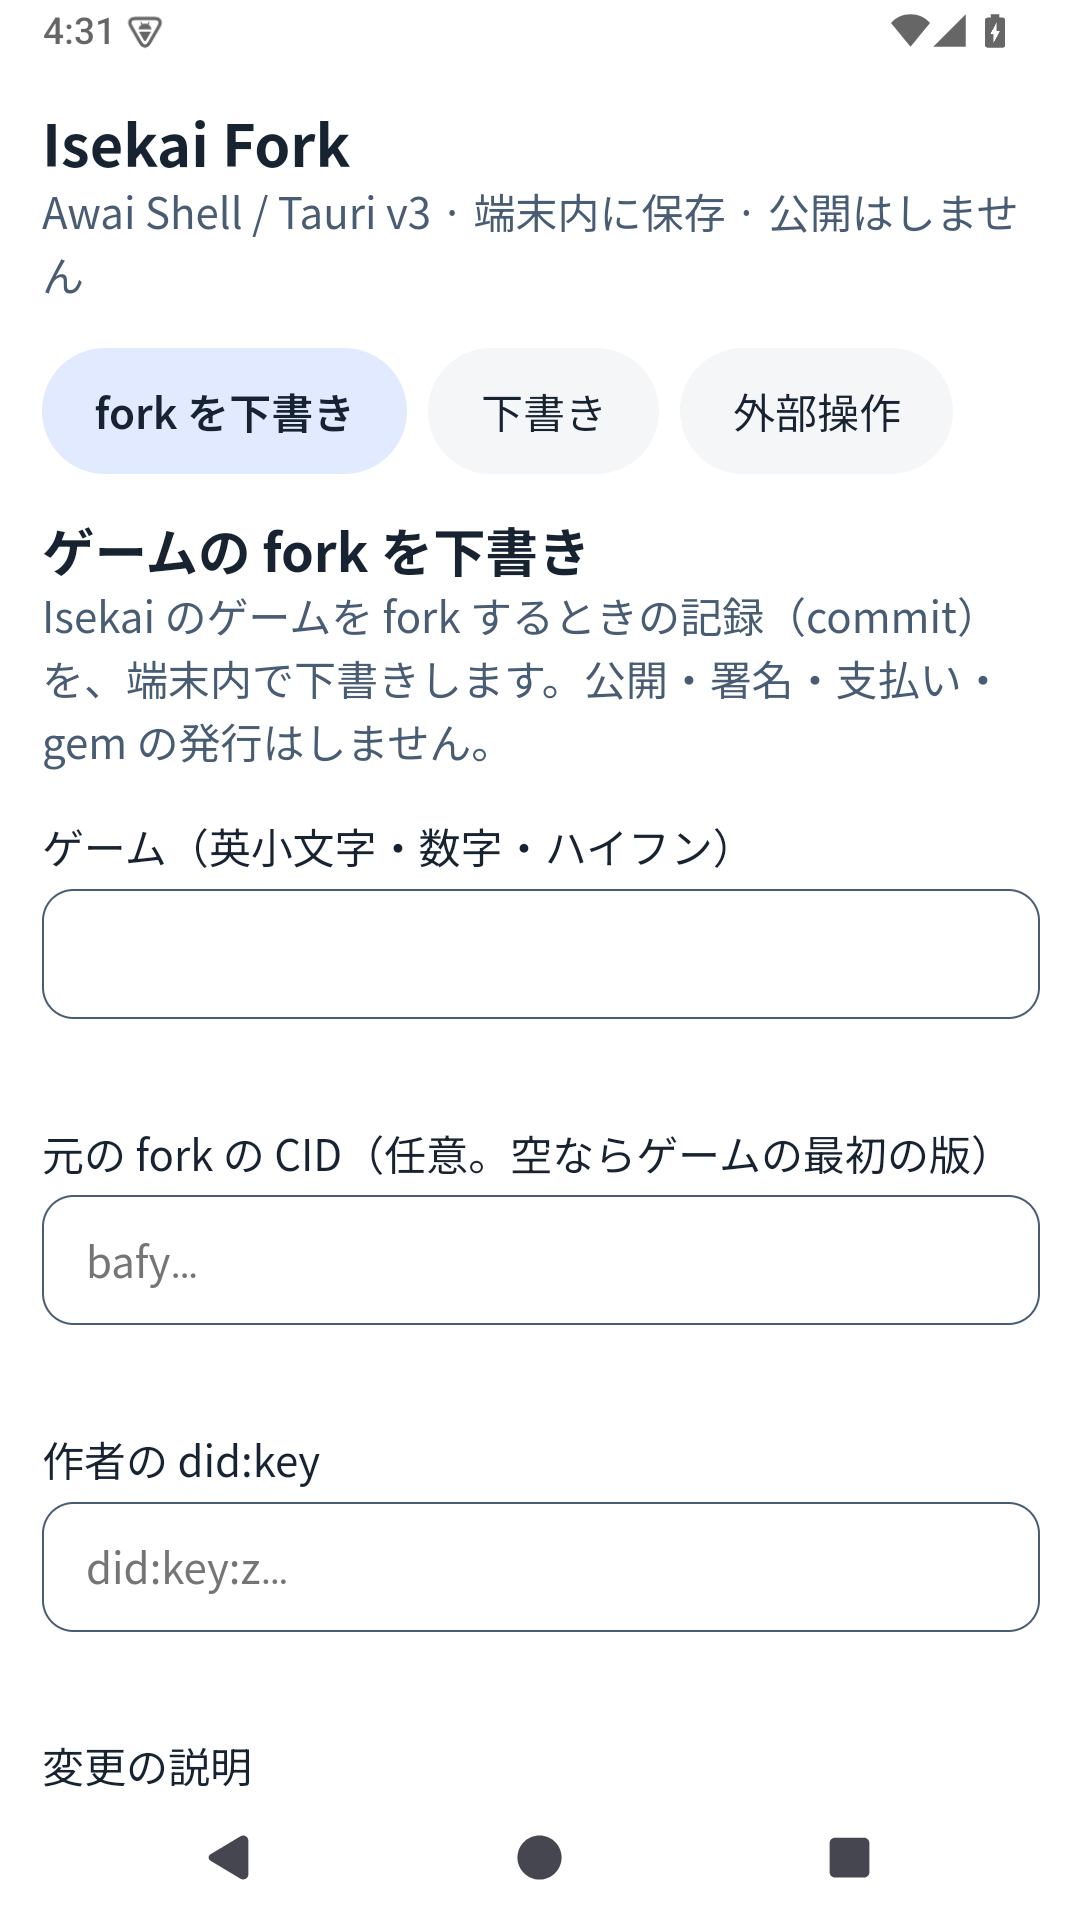 4:31
Isekai Fork
Awai Shell / Tauri v3 · 端末内に保存 · 公開はしませ
ん
fork を下書き
下書き
外部操作
ゲームの fork を下書き
Isekai のゲームを fork するときの記録（commit）
を、端末内で下書きします。公開・署名・支払い・
gem の発行はしません。
ゲーム（英小文字・数字・ハイフン）
元の fork の CID（任意。空ならゲームの最初の版）
bafy...
作者の did:key
did:key:z...
変更の説明